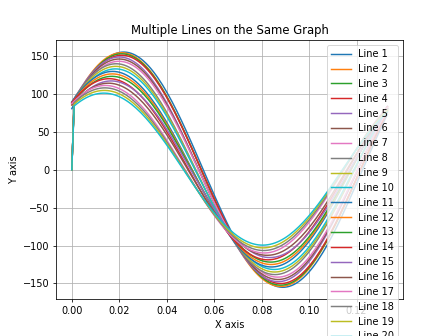 Multiple Lines on the Same Graph
Y axis
150
100
50
0
−50
−100
−150
0.00
0.02
0.04
0.06
0.08
0.10
X axis
Line 1
Line 2
Line 3
Line 4
Line 5
Line 6
Line 7
Line 8
Line 9
Line 10
Line 11
Line 12
Line 13
Line 14
Line 15
Line 16
Line 17
Line 18
Line 19
Line 20